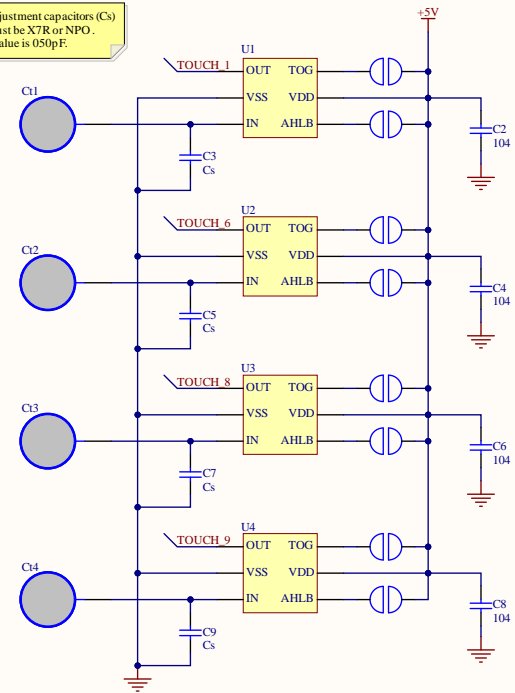 justment capacitors (Cs)
ust be X7R or NPO .
alue is 050pF.
+5V
U1
TOUCH_1
OUT
TOG
VSS
VDD
IN
AHLB
Ct1
C3
Cs
C2
104
U2
TOUCH_6
OUT
TOG
VSS
VDD
IN
AHLB
Ct2
C5
Cs
C4
104
U3
TOUCH_8
OUT
TOG
VSS
VDD
IN
AHLB
Ct3
C7
Cs
C6
104
U4
TOUCH_9
OUT
TOG
VSS
VDD
IN
AHLB
Ct4
C9
Cs
C8
104